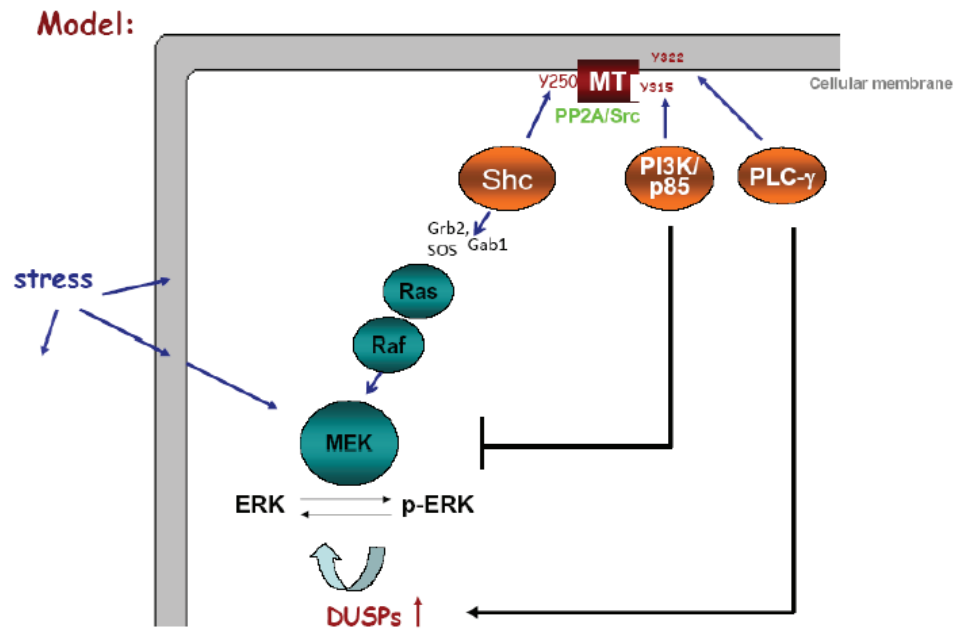 Model:
Y322
Y250
MT
Y315
Cellular membrane
PP2A/Src
Shc
PI3K/
p85
PLC-γ
Grb2,
SOS
Gab1
stress
Ras
Raf
MEK
ERK
p-ERK
DUSPs